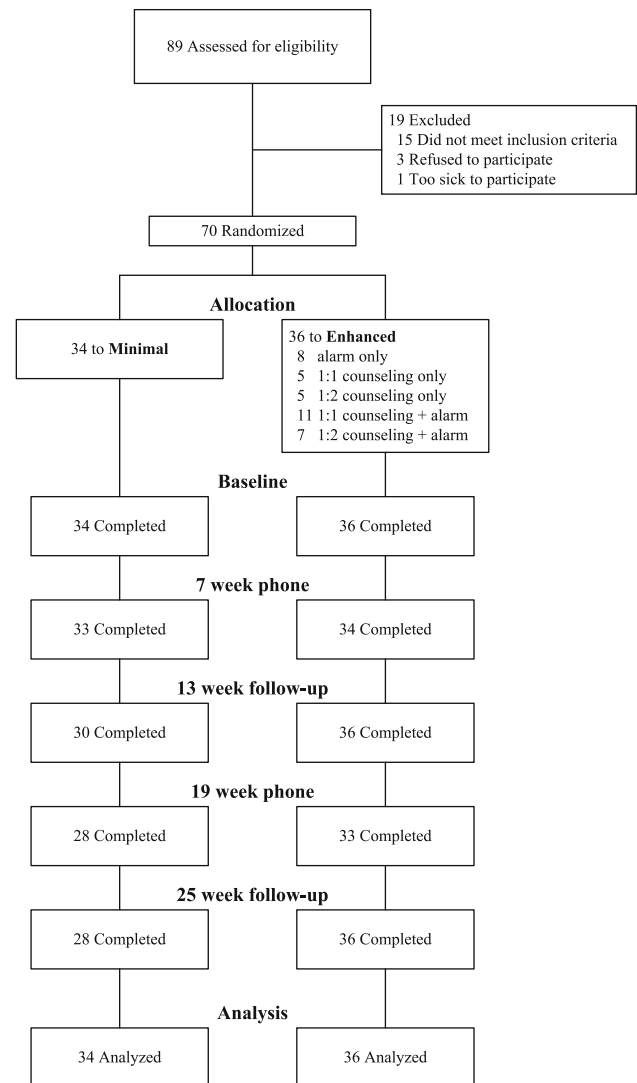 89 Assessed for eligibility
19 Excluded
15 Did not meet inclusion criteria
3 Refused to participate
1 Too sick to participate
70 Randomized
Allocation
34 to Minimal
36 to Enhanced
8 alarm only
5 1:1 counseling only
5 1:2 counseling only
11 1:1 counseling + alarm
7 1:2 counseling + alarm
Baseline
34 Completed
36 Completed
7 week phone
33 Completed
34 Completed
13 week follow-up
30 Completed
36 Completed
19 week phone
28 Completed
33 Completed
25 week follow-up
28 Completed
36 Completed
Analysis
34 Analyzed
36 Analyzed